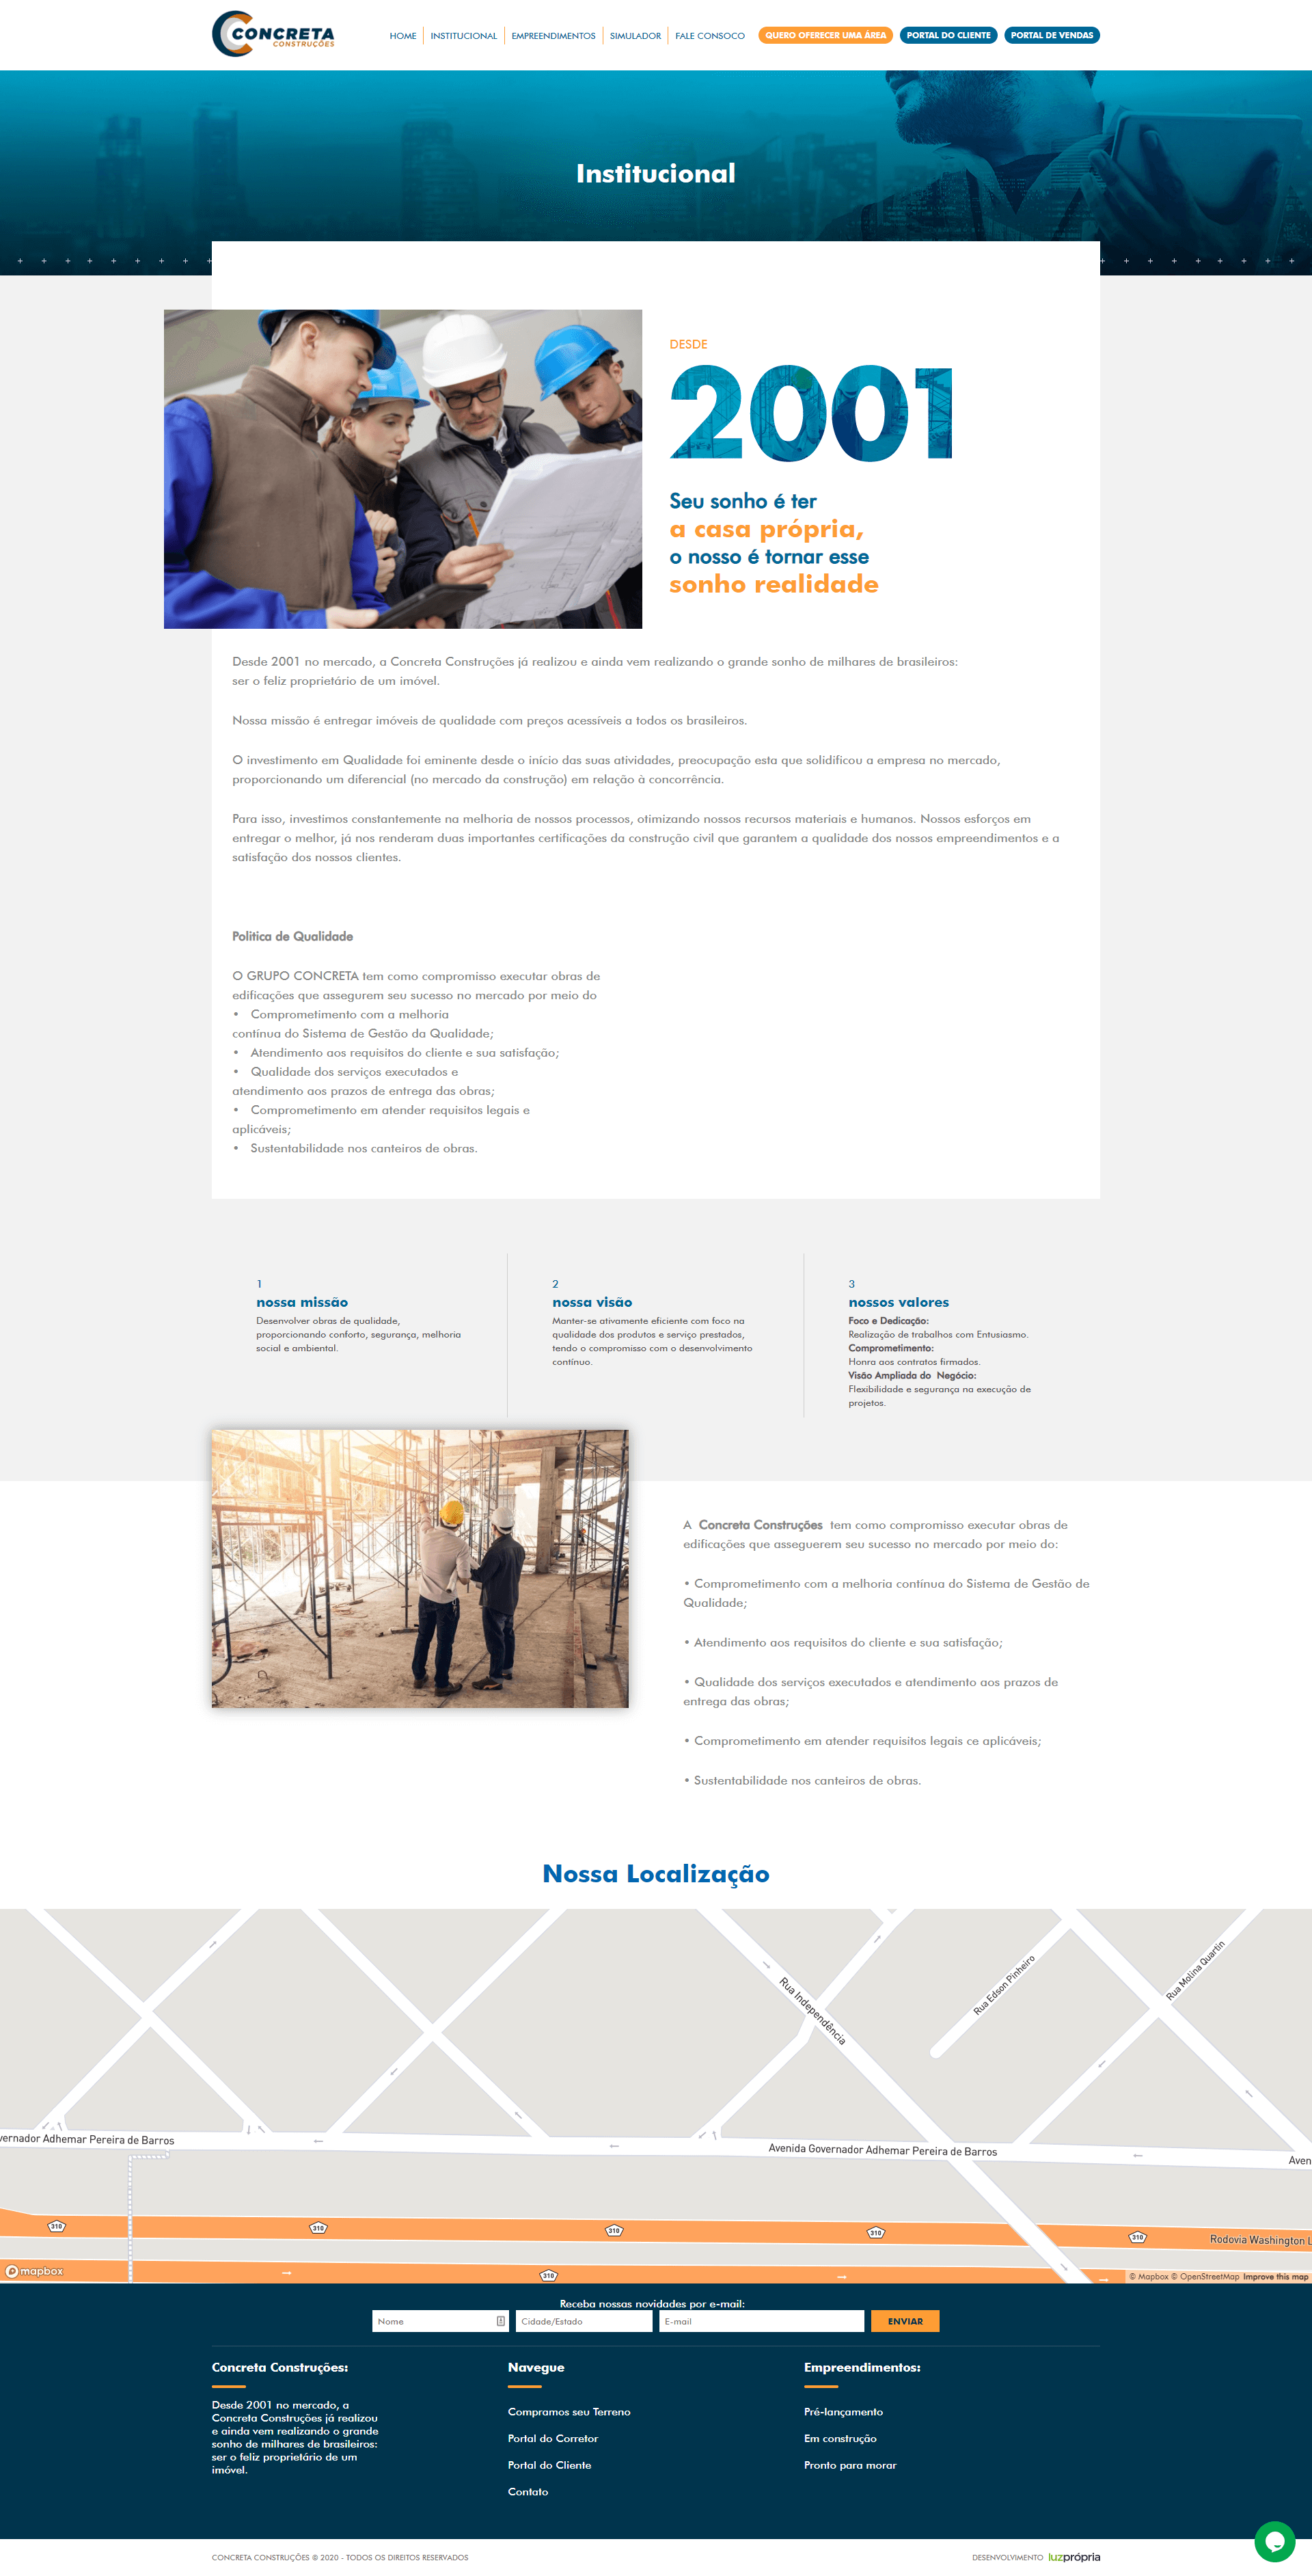 CONCRETA
CONSTRUÇÕES
HOME
INSTITUCIONAL
EMPREENDIMENTOS
SIMULADOR
FALE CONSOCO
QUERO OFERECER UMA ÁREA
PORTAL DO CLIENTE
PORTAL DE VENDAS
Institucional
DESDE
2001
Seu sonho é ter
a casa própria,
o nosso é tornar esse
sonho realidade
Desde 2001 no mercado, a Concreta Construções já realizou e ainda vem realizando o grande sonho de milhares de brasileiros:
ser o feliz proprietário de um imóvel.
Nossa missão é entregar imóveis de qualidade com preços acessíveis a todos os brasileiros.
O investimento em Qualidade foi eminente desde o início das suas atividades, preocupação esta que solidificou a empresa no mercado,
proporcionando um diferencial (no mercado da construção) em relação à concorrência.
Para isso, investimos constantemente na melhoria de nossos processos, otimizando nossos recursos materiais e humanos. Nossos esforços em
entregar o melhor, já nos renderam duas importantes certificações da construção civil que garantem a qualidade dos nossos empreendimentos e a
satisfação dos nossos clientes.
Politica de Qualidade
O GRUPO CONCRETA tem como compromisso executar obras de
edificações que assegurem seu sucesso no mercado por meio do
• Comprometimento com a melhoria
contínua do Sistema de Gestão da Qualidade;
• Atendimento aos requisitos do cliente e sua satisfação;
• Qualidade dos serviços executados e
atendimento aos prazos de entrega das obras;
• Comprometimento em atender requisitos legais e
aplicáveis;
• Sustentabilidade nos canteiros de obras.
1
nossa missão
Desenvolver obras de qualidade,
proporcionando conforto, segurança, melhoria
social e ambiental.
2
nossa visão
Manter-se ativamente eficiente com foco na
qualidade dos produtos e serviço prestados,
tendo o compromisso com o desenvolvimento
contínuo.
3
nossos valores
Foco e Dedicação:
Realização de trabalhos com Entusiasmo.
Comprometimento:
Honra aos contratos firmados.
Visão Ampliada do Negócio:
Flexibilidade e segurança na execução de
projetos.
A Concreta Construções tem como compromisso executar obras de
edificações que asseguerem seu sucesso no mercado por meio do:
• Comprometimento com a melhoria contínua do Sistema de Gestão de
Qualidade;
• Atendimento aos requisitos do cliente e sua satisfação;
• Qualidade dos serviços executados e atendimento aos prazos de
entrega das obras;
• Comprometimento em atender requisitos legais ce aplicáveis;
• Sustentabilidade nos canteiros de obras.
Nossa Localização
Rua Independência
Rua Edson Pinheiro
Rua Molina Quartin
vernador Adhemar Pereira de Barros
Avenida Governador Adhemar Pereira de Barros
Aven
310
310
310
310
310
Rodovia Washington L
310
mapbox
© Mapbox © OpenStreetMap Improve this map
Receba nossas novidades por e-mail:
Nome
Cidade/Estado
E-mail
ENVIAR
Concreta Construções:
Desde 2001 no mercado, a
Concreta Construções já realizou
e ainda vem realizando o grande
sonho de milhares de brasileiros:
ser o feliz proprietário de um
imóvel.
Navegue
Compramos seu Terreno
Portal do Corretor
Portal do Cliente
Contato
Empreendimentos:
Pré-lançamento
Em construção
Pronto para morar
CONCRETA CONSTRUÇÕES © 2020 - TODOS OS DIREITOS RESERVADOS
DESENVOLVIMENTO luzprópria